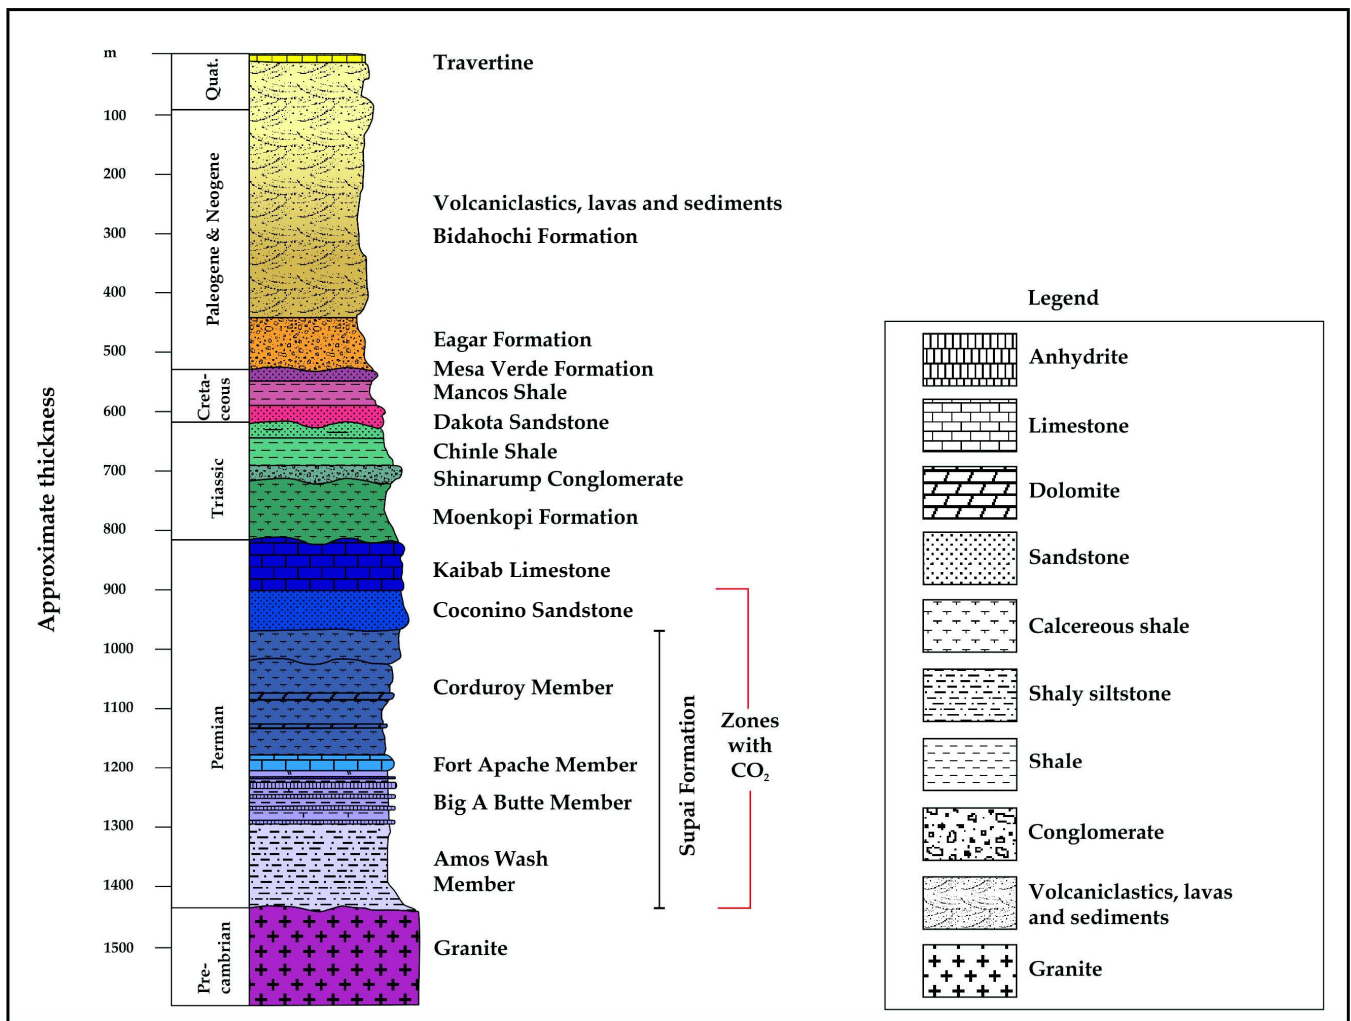 m
100
200
300
400
500
600
700
800
900
1000
1100
1200
1300
1400
1500
Approximate thickness
Quat.
Paleogene & Neogene
Creta-
ceous
Triassic
Permian
Pre-
cambrian
Travertine
Volcaniclastics, lavas and sediments
Bidahochi Formation
Eagar Formation
Mesa Verde Formation
Mancos Shale
Dakota Sandstone
Chinle Shale
Shinarump Conglomerate
Moenkopi Formation
Kaibab Limestone
Coconino Sandstone
Corduroy Member
Fort Apache Member
Big A Butte Member
Amos Wash
Member
Granite
Supai Formation
Zones
with
CO₂
Legend
Anhydrite
Limestone
Dolomite
Sandstone
Calcereous shale
Shaly siltstone
Shale
Conglomerate
Volcaniclastics, lavas
and sediments
Granite